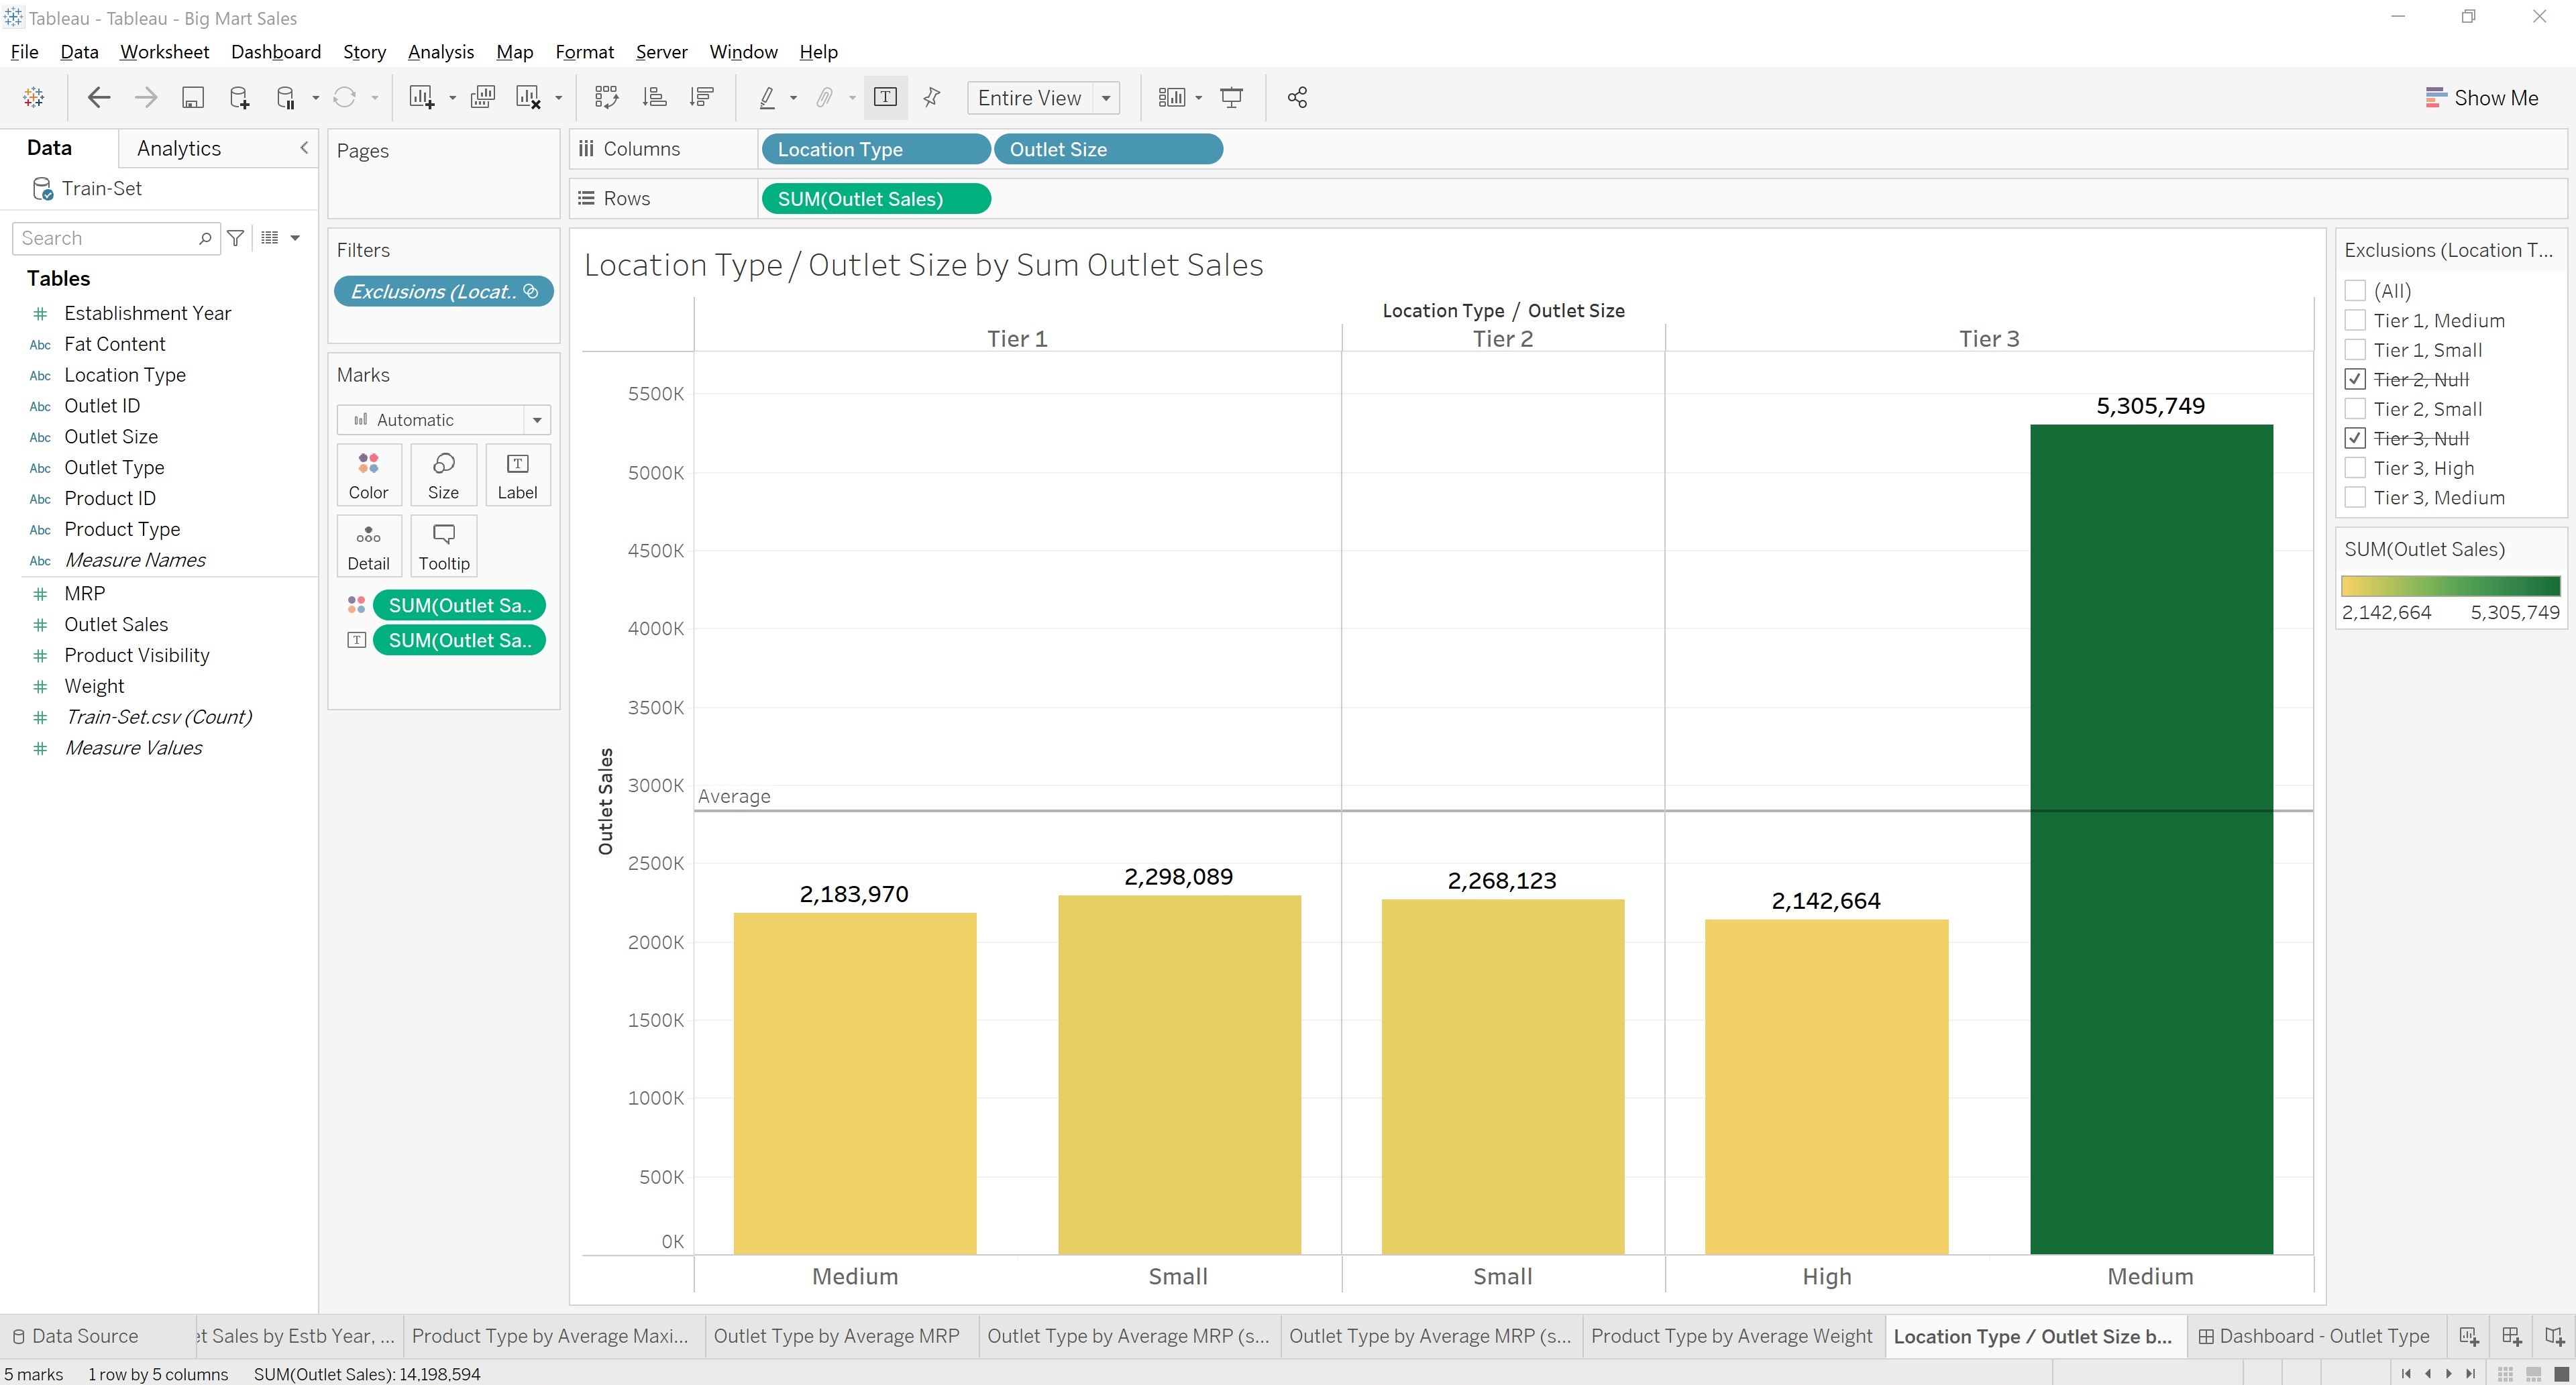 Tableau - Tableau - Big Mart Sales
File Data Worksheet Dashboard Story Analysis Map Format Server Window Help
Entire View
Show Me
Data Analytics
Train-Set
Search
Tables
Establishment Year
Abc Fat Content
Abc Location Type
Abc Outlet ID
Abc Outlet Size
Abc Outlet Type
Abc Product ID
Abc Product Type
Abc Measure Names
MRP
Outlet Sales
Product Visibility
Weight
Train-Set.csv (Count)
Measure Values
Pages
Filters
Exclusions (Locat..
Marks
Automatic
Color Size Label
Detail Tooltip
SUM(Outlet Sa..
SUM(Outlet Sa..
Columns Location Type Outlet Size
Rows SUM(Outlet Sales)
Location Type / Outlet Size by Sum Outlet Sales
Location Type / Outlet Size
Tier 1 Tier 2 Tier 3
5500K
5000K
4500K
4000K
3500K
3000K
2500K
2000K
1500K
1000K
500K
0K
Outlet Sales
Average
2,183,970
2,298,089
2,268,123
2,142,664
5,305,749
Medium Small Small High Medium
Exclusions (Location T...
(All)
Tier 1, Medium
Tier 1, Small
Tier 2, Null
Tier 2, Small
Tier 3, Null
Tier 3, High
Tier 3, Medium
SUM(Outlet Sales)
2,142,664 5,305,749
Data Source et Sales by Estb Year, ... Product Type by Average Maxi... Outlet Type by Average MRP Outlet Type by Average MRP (s... Outlet Type by Average MRP (s... Product Type by Average Weight Location Type / Outlet Size b... Dashboard - Outlet Type
5 marks 1 row by 5 columns SUM(Outlet Sales): 14,198,594